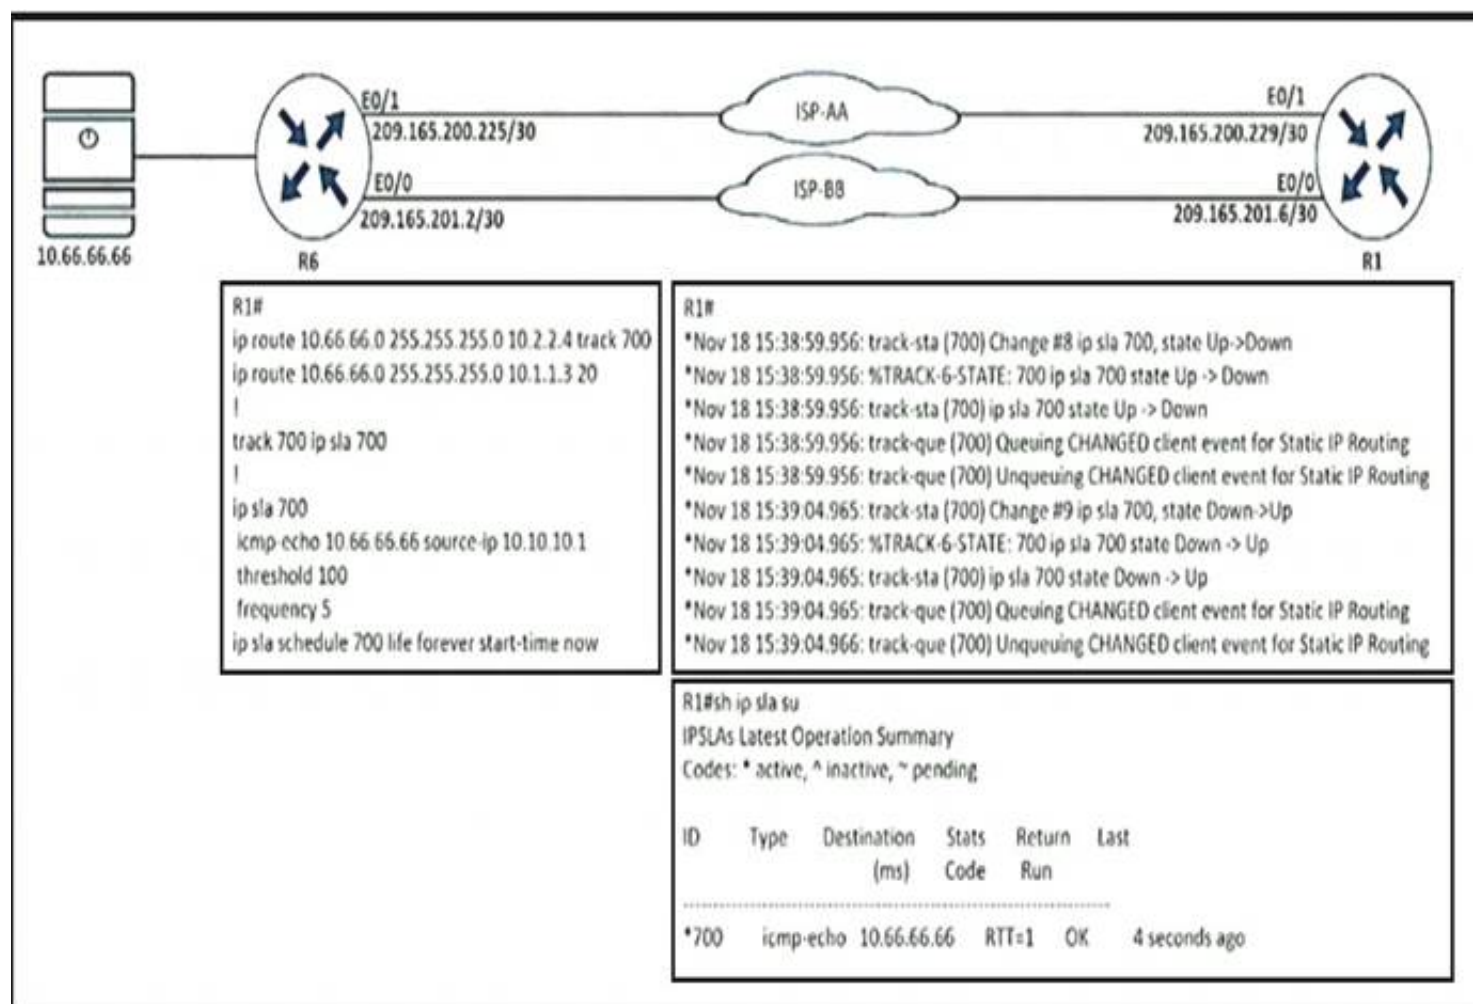 E0/1
209.165.200.225/30
ISP-AA
E0/1
209.165.200.229/30
E0/0
209.165.201.2/30
ISP-BB
E0/0
209.165.201.6/30
10.66.66.66
R6
R1
R1#
ip route 10.66.66.0 255.255.255.0 10.2.2.4 track 700
ip route 10.66.66.0 255.255.255.0 10.1.1.3 20
!
track 700 ip sla 700
!
ip sla 700
icmp-echo 10.66.66.66 source-ip 10.10.10.1
threshold 100
frequency 5
ip sla schedule 700 life forever start-time now
R1#
*Nov 18 15:38:59.956: track-sta (700) Change #8 ip sla 700, state Up->Down
*Nov 18 15:38:59.956: %TRACK-6-STATE: 700 ip sla 700 state Up -> Down
*Nov 18 15:38:59.956: track-sta (700) ip sla 700 state Up -> Down
*Nov 18 15:38:59.956: track-que (700) Queuing CHANGED client event for Static IP Routing
*Nov 18 15:38:59.956: track-que (700) Unqueuing CHANGED client event for Static IP Routing
*Nov 18 15:39:04.965: track-sta (700) Change #9 ip sla 700, state Down->Up
*Nov 18 15:39:04.965: %TRACK-6-STATE: 700 ip sla 700 state Down -> Up
*Nov 18 15:39:04.965: track-sta (700) ip sla 700 state Down -> Up
*Nov 18 15:39:04.965: track-que (700) Queuing CHANGED client event for Static IP Routing
*Nov 18 15:39:04.966: track-que (700) Unqueuing CHANGED client event for Static IP Routing
R1#sh ip sla su
IPSLAs Latest Operation Summary
Codes: * active, ^ inactive, ~ pending
ID Type Destination Stats Return Last
(ms) Code Run
*700 icmp-echo 10.66.66.66 RTT=1 OK 4 seconds ago